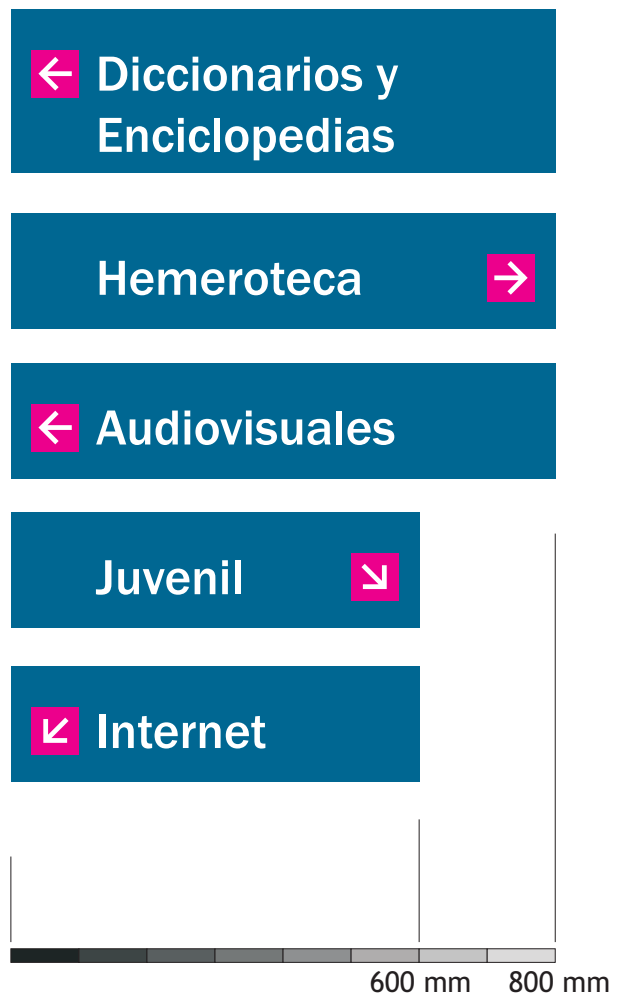 Diccionarios y
Enciclopedias
Hemeroteca
Audiovisuales
Juvenil
Internet
600 mm 800 mm